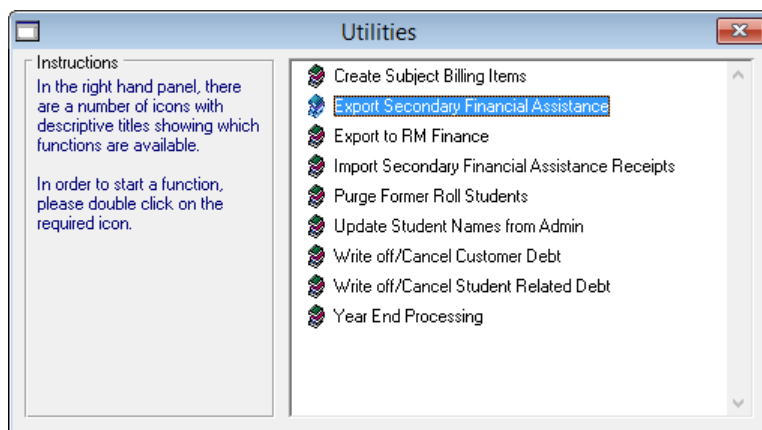 Utilities
Instructions
In the right hand panel, there
are a number of icons with
descriptive titles showing which
functions are available.
In order to start a function,
please double click on the
required icon.
Create Subject Billing Items
Export Secondary Financial Assistance
Export to RM Finance
Import Secondary Financial Assistance Receipts
Purge Former Roll Students
Update Student Names from Admin
Write off/Cancel Customer Debt
Write off/Cancel Student Related Debt
Year End Processing